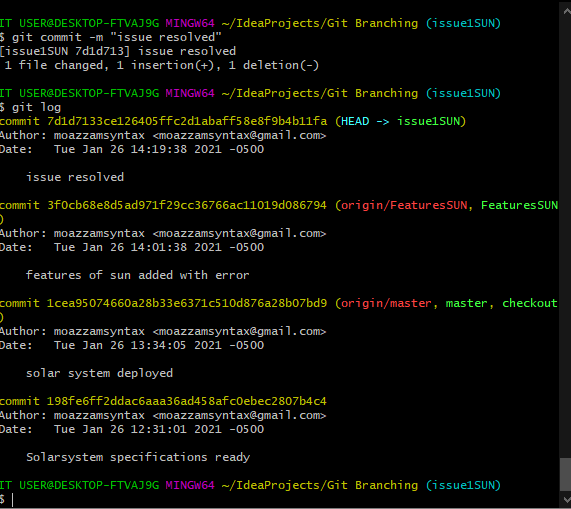 IT USER@DESKTOP-FTVAJ9G MINGW64 ~/IdeaProjects/Git Branching (issue1SUN)
$ git commit -m "issue resolved"
[issue1SUN 7d1d713] issue resolved
1 file changed, 1 insertion(+), 1 deletion(-)
IT USER@DESKTOP-FTVAJ9G MINGW64 ~/IdeaProjects/Git Branching (issue1SUN)
$ git log
commit 7d1d7133ce126405ffc2d1abaff58e8f9b4b11fa (HEAD -> issue1SUN)
Author: moazzamsyntax <moazzamsyntax@gmail.com>
Date:   Tue Jan 26 14:19:38 2021 -0500
issue resolved
commit 3f0cb68e8d5ad971f29cc36766ac11019d086794 (origin/FeaturesSUN, FeaturesSUN
)
Author: moazzamsyntax <moazzamsyntax@gmail.com>
Date:   Tue Jan 26 14:01:38 2021 -0500
features of sun added with error
commit 1cea95074660a28b33e6371c510d876a28b07bd9 (origin/master, master, checkout
)
Author: moazzamsyntax <moazzamsyntax@gmail.com>
Date:   Tue Jan 26 13:34:05 2021 -0500
solar system deployed
commit 198fe6ff2ddac6aaa36ad458afc0ebec2807b4c4
Author: moazzamsyntax <moazzamsyntax@gmail.com>
Date:   Tue Jan 26 12:31:01 2021 -0500
Solarsystem specifications ready
IT USER@DESKTOP-FTVAJ9G MINGW64 ~/IdeaProjects/Git Branching (issue1SUN)
$